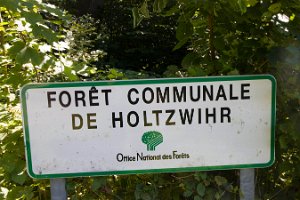 FORÊT COMMUNALE
DE HOLTZWIHR
Office National des Forêts